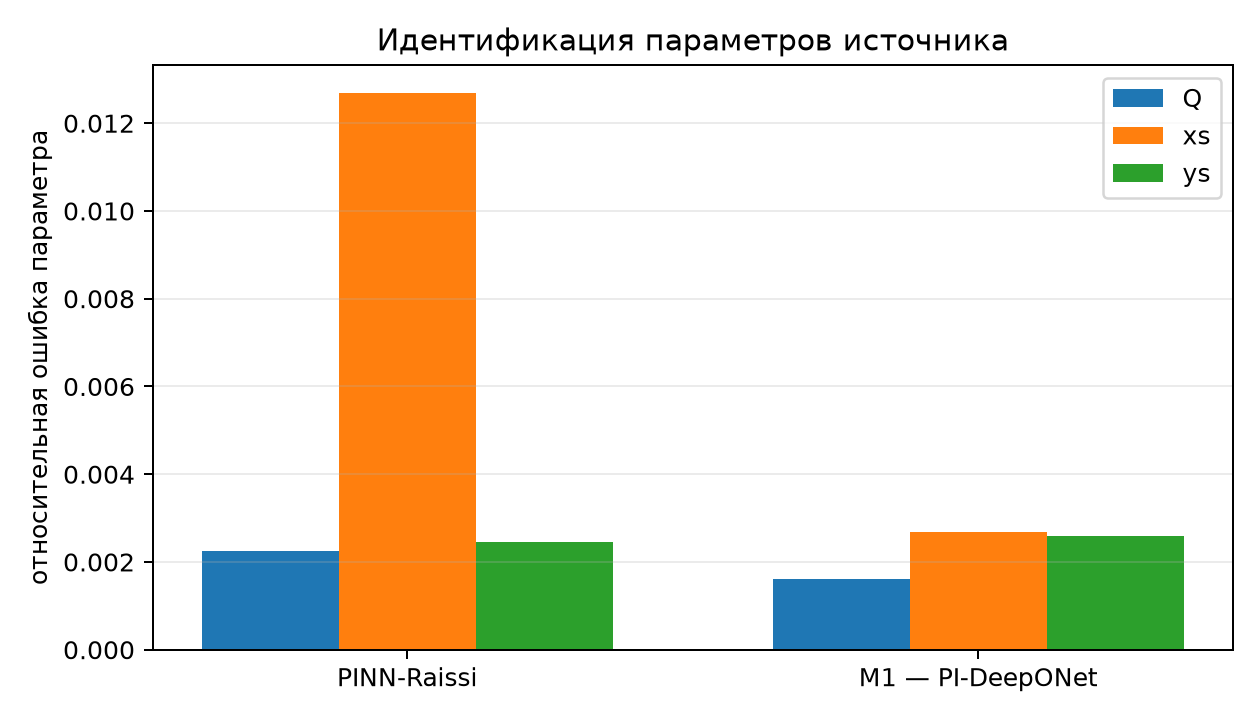 Идентификация параметров источника
относительная ошибка параметра
0.012
0.010
0.008
0.006
0.004
0.002
0.000
Q
xs
ys
PINN-Raissi
M1 — PI-DeepONet